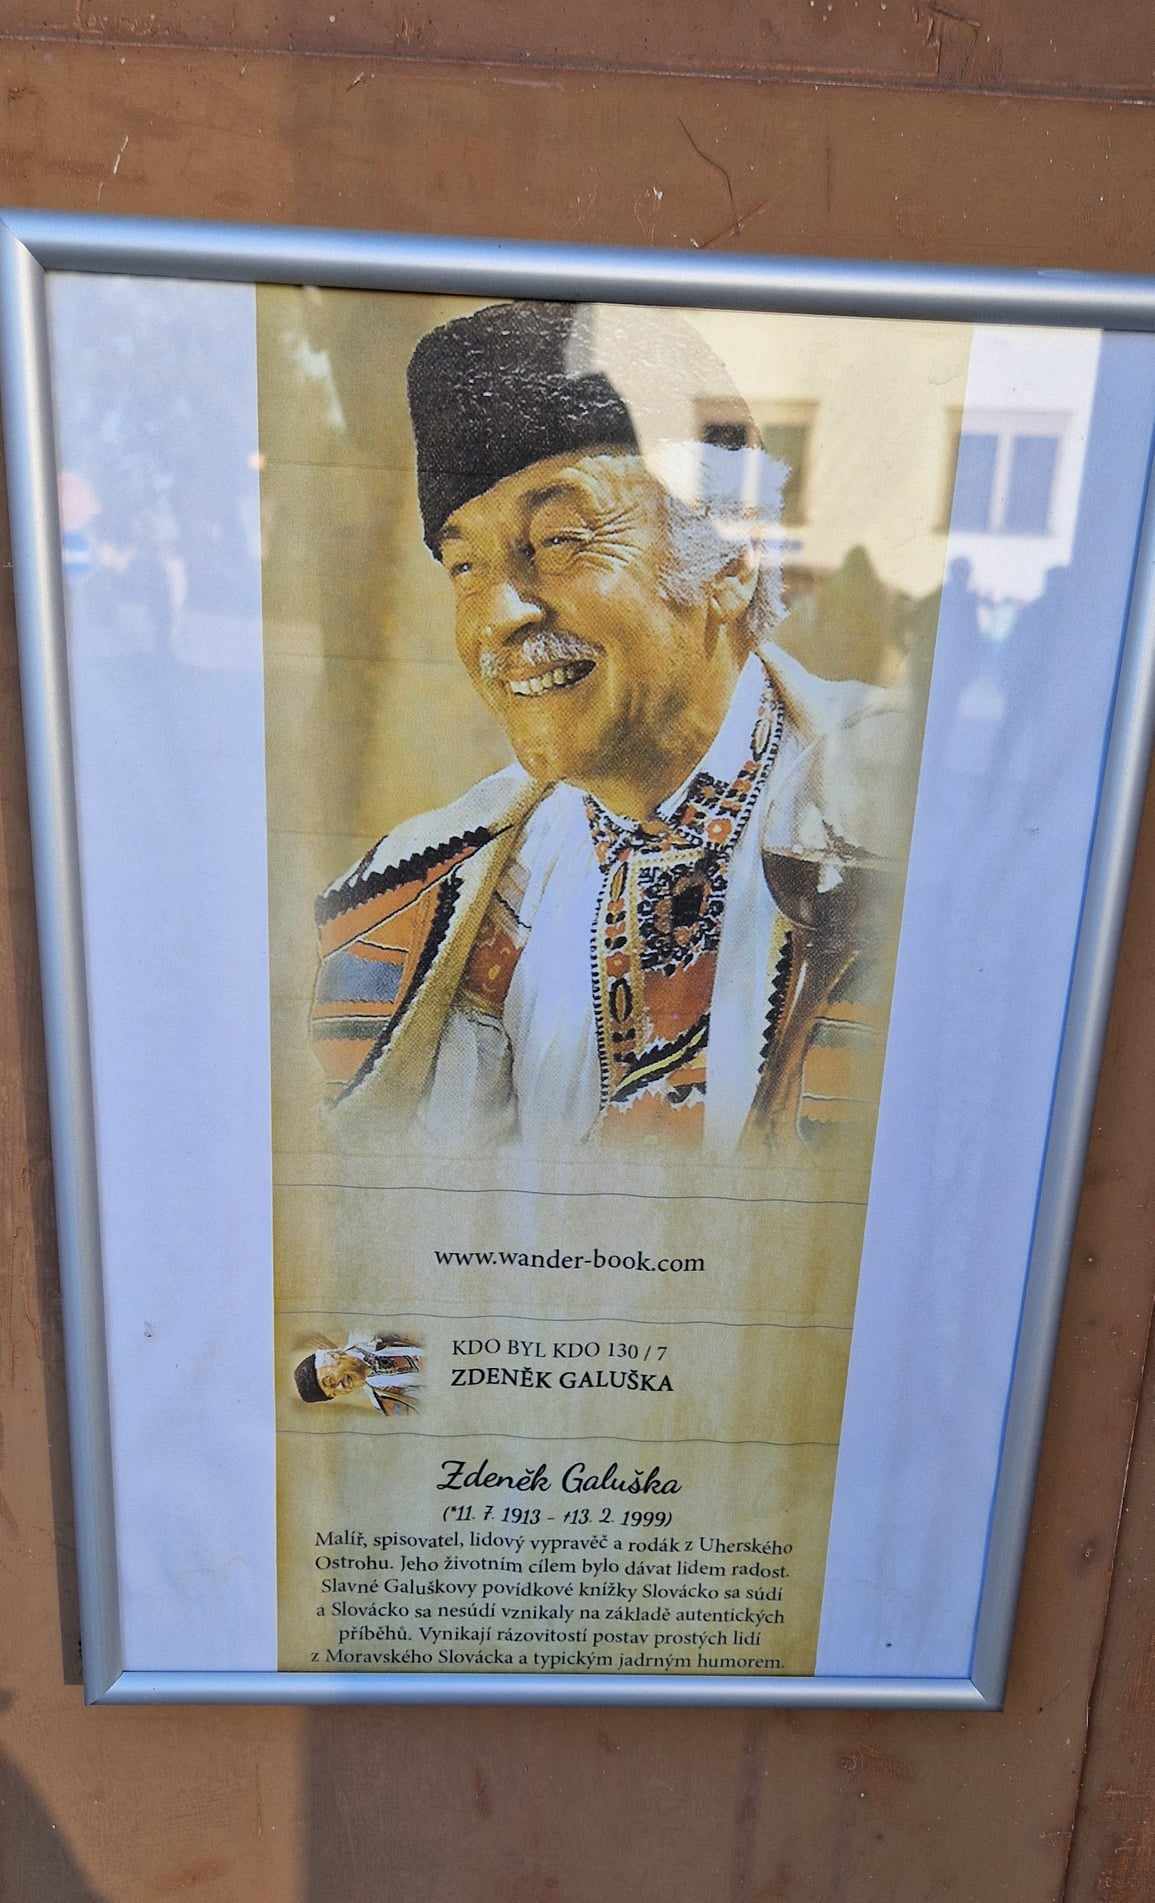 www.wander-book.com
KDO BYL KDO 130 / 7
ZDENĚK GALUŠKA
Zdeněk Galuška
(*11. 7. 1913 - †13. 2. 1999)
Malíř, spisovatel, lidový vypravěč a rodák z Uherského
Ostrohu. Jeho životním cílem bylo dávat lidem radost.
Slavné Galuškovy povídkové knížky Slovácko sa súdí
a Slovácko sa nesúdí vznikaly na základě autentických
příběhů. Vynikají rázovitostí postav prostých lidí
z Moravského Slovácka a typickým jadrným humorem.